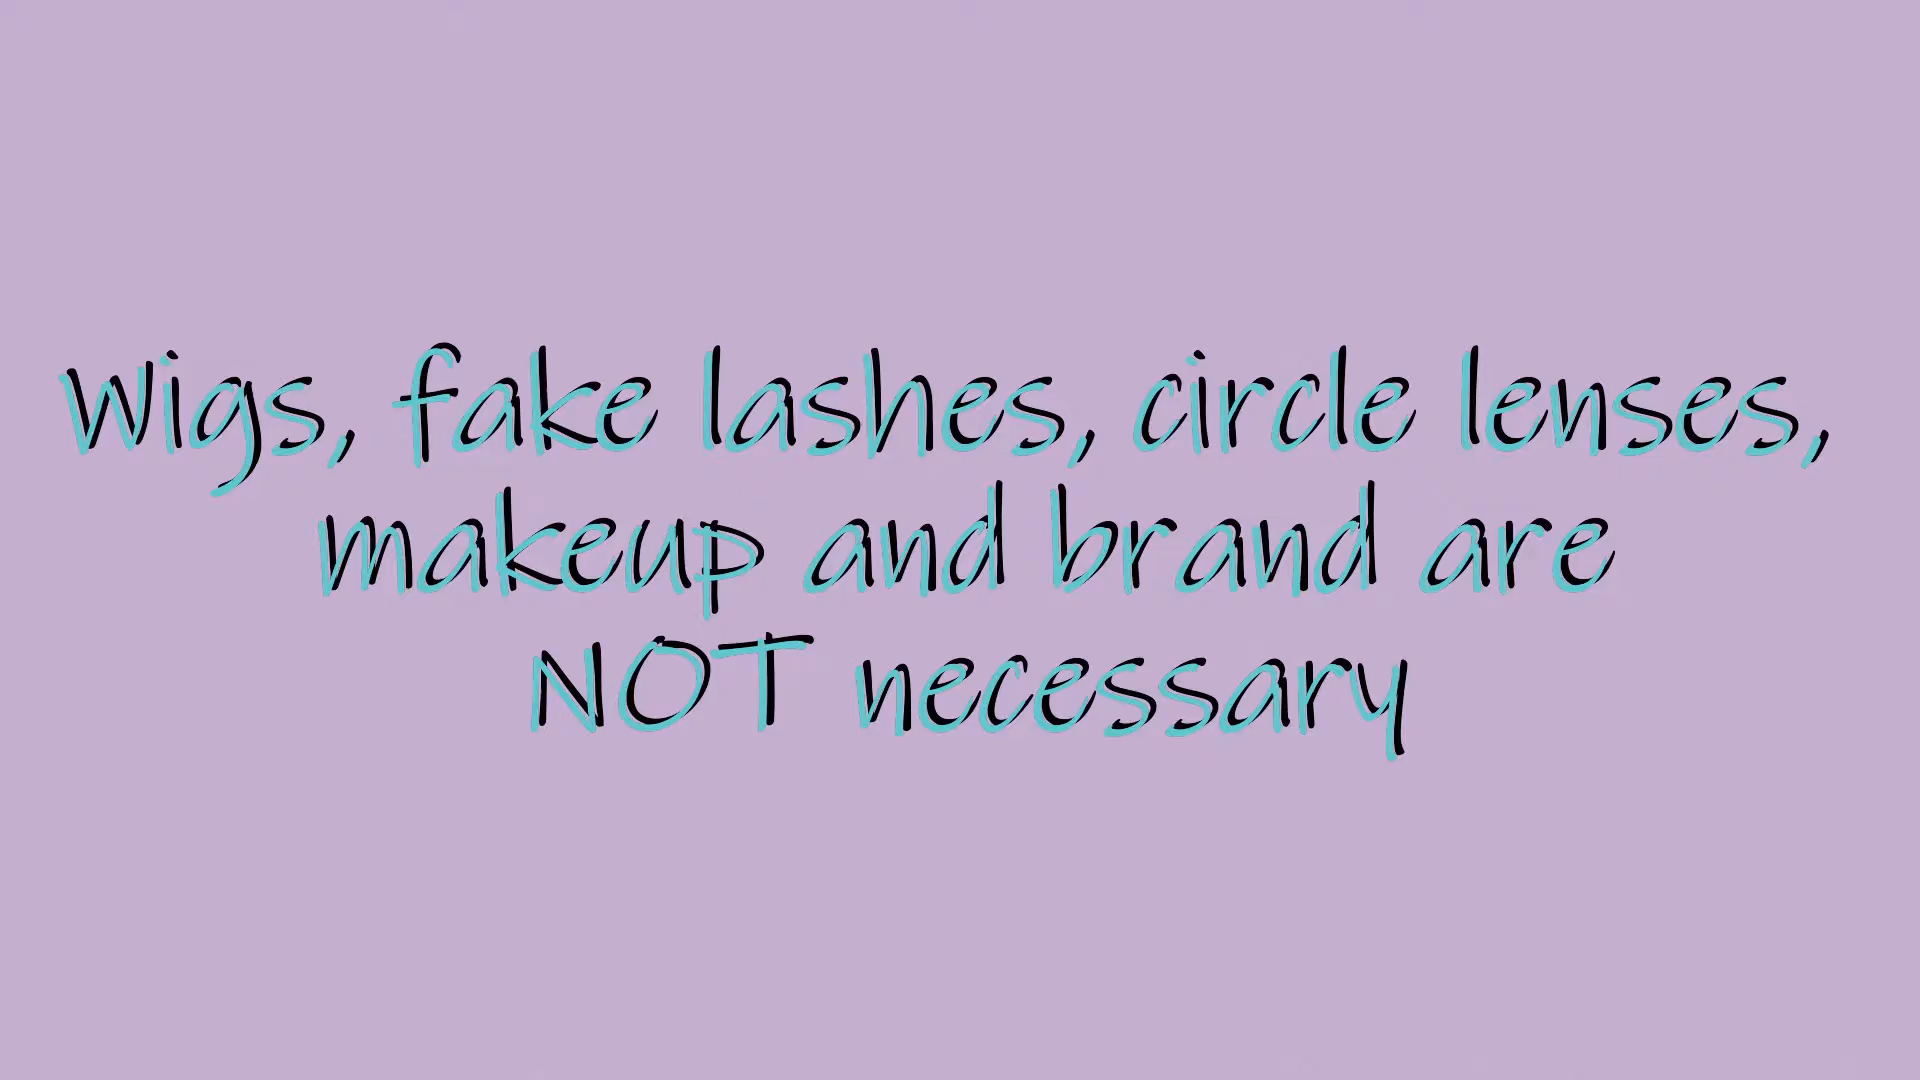 Wigs, fake lashes, circle lenses,
makeup and brand are
NOT necessary